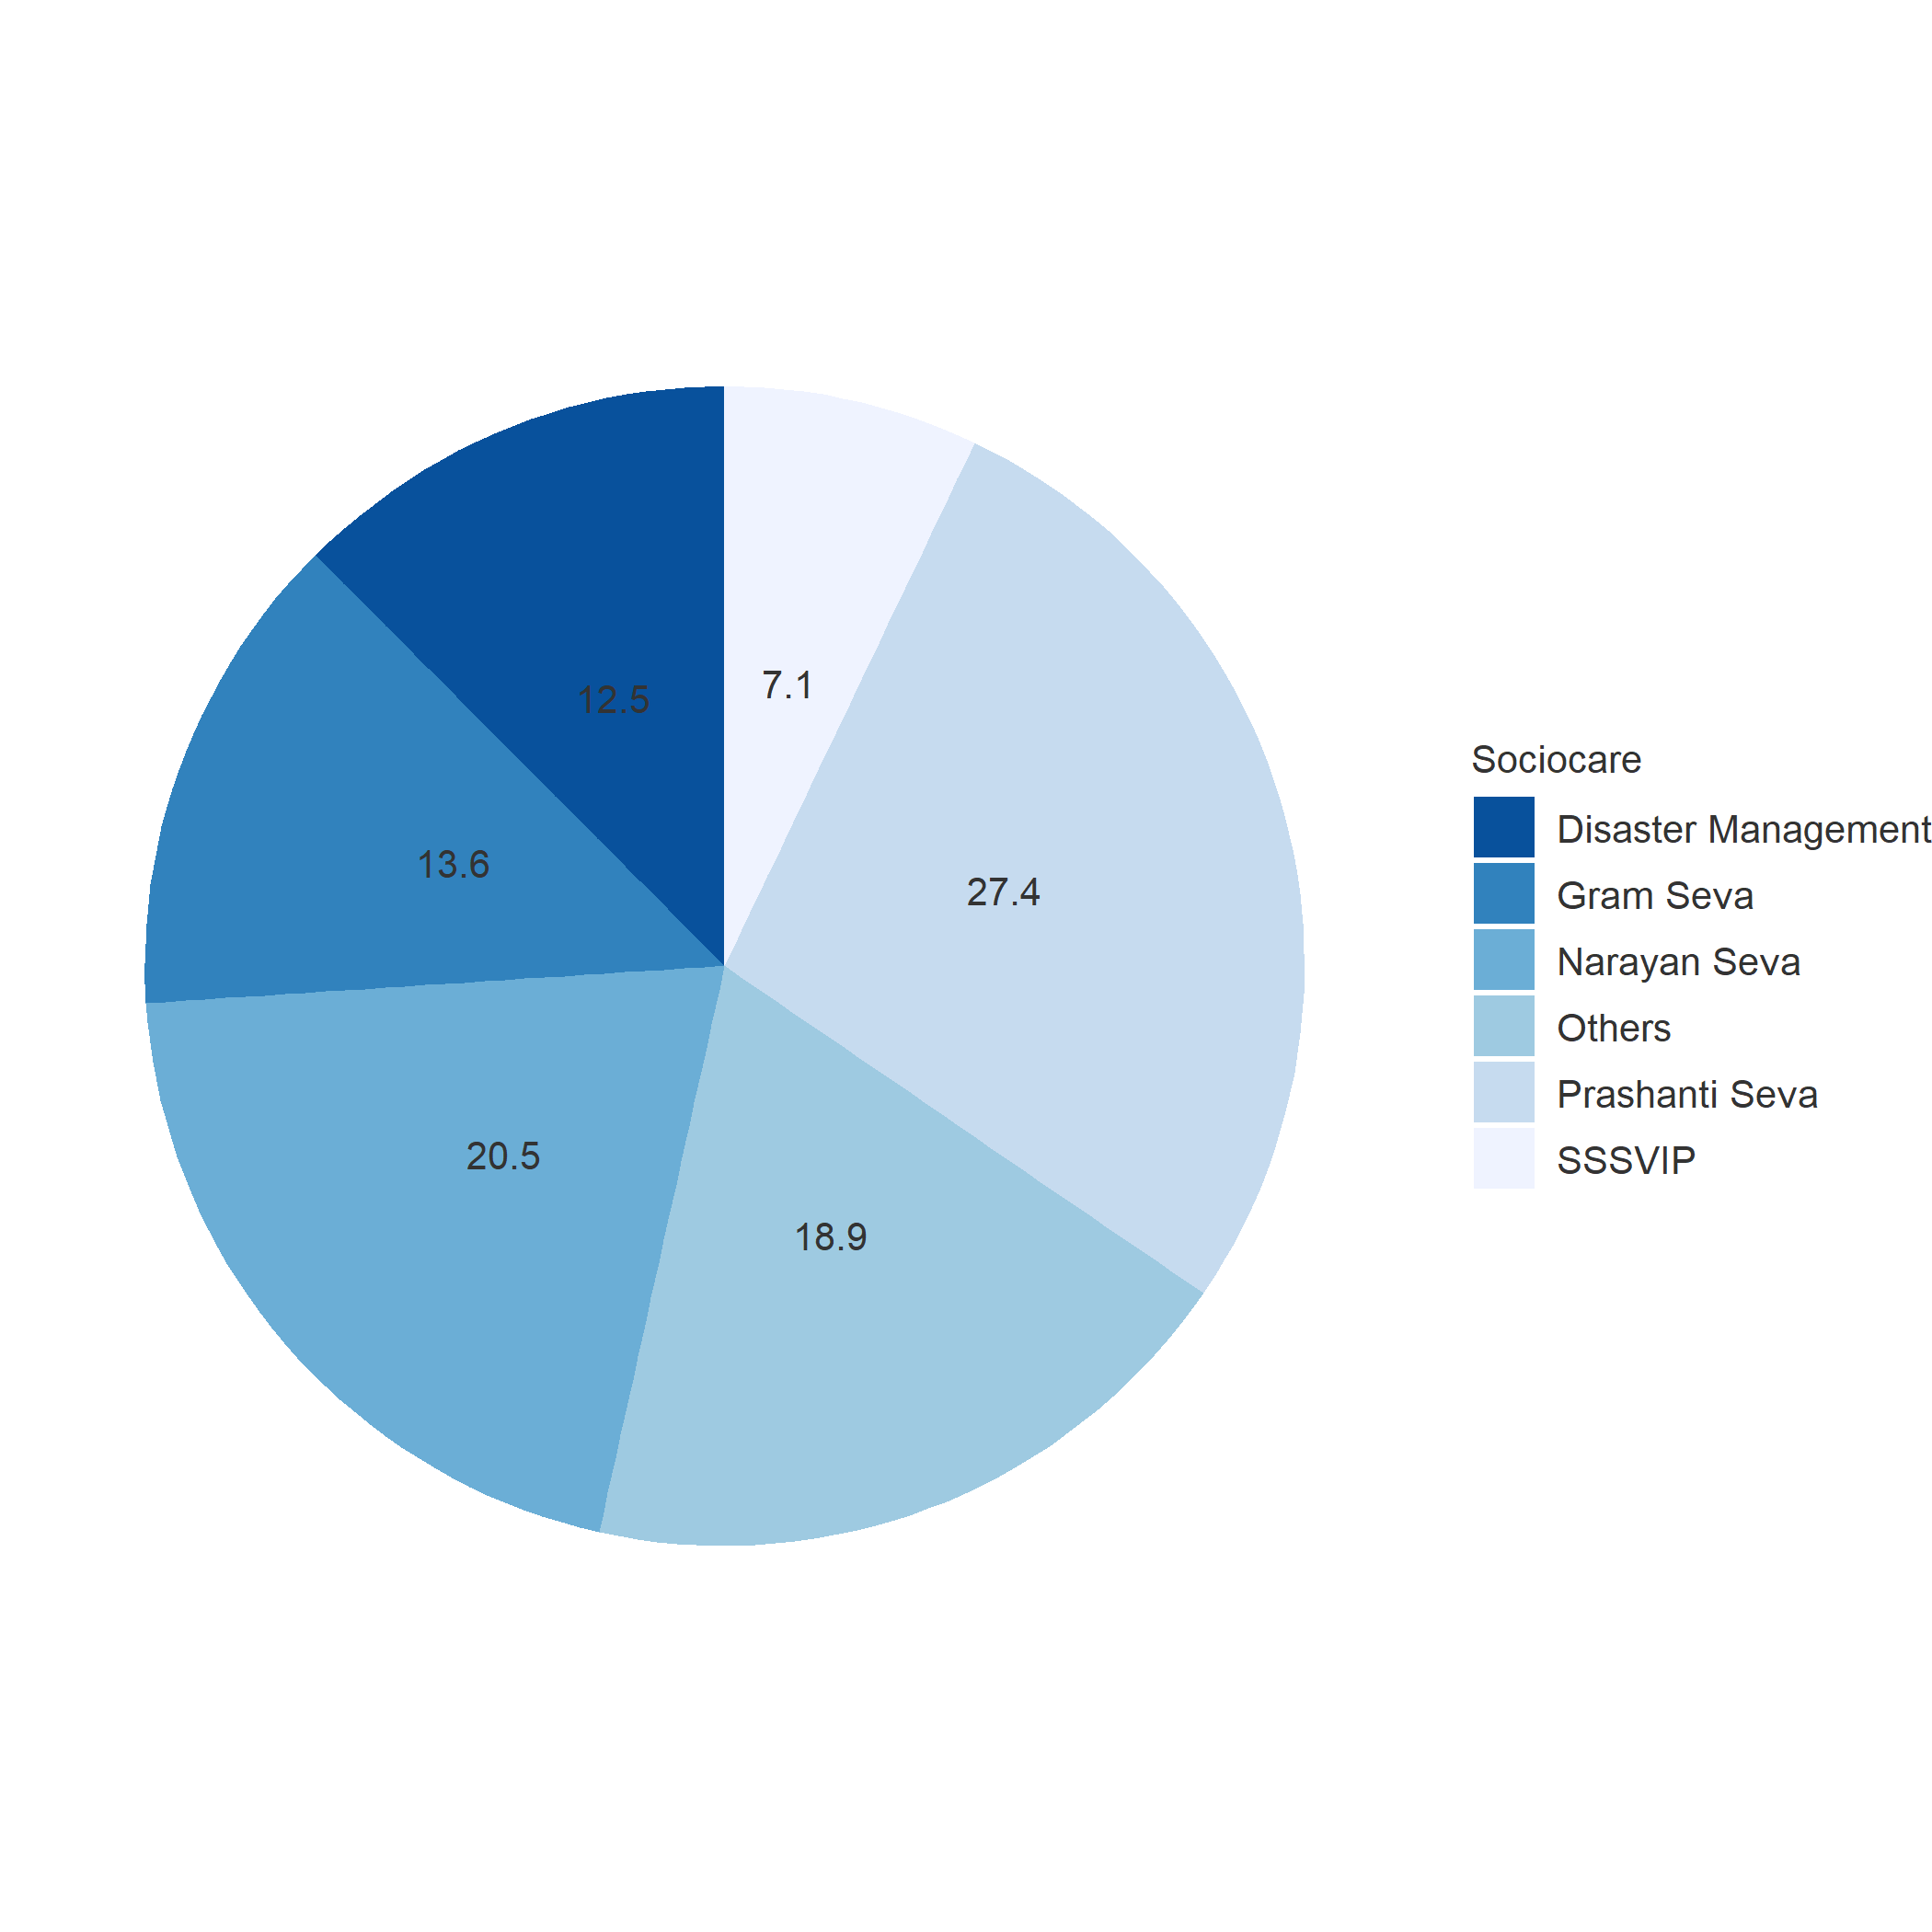 7.1
12.5
13.6
27.4
20.5
18.9
Sociocare
Disaster Management
Gram Seva
Narayan Seva
Others
Prashanti Seva
SSSVIP